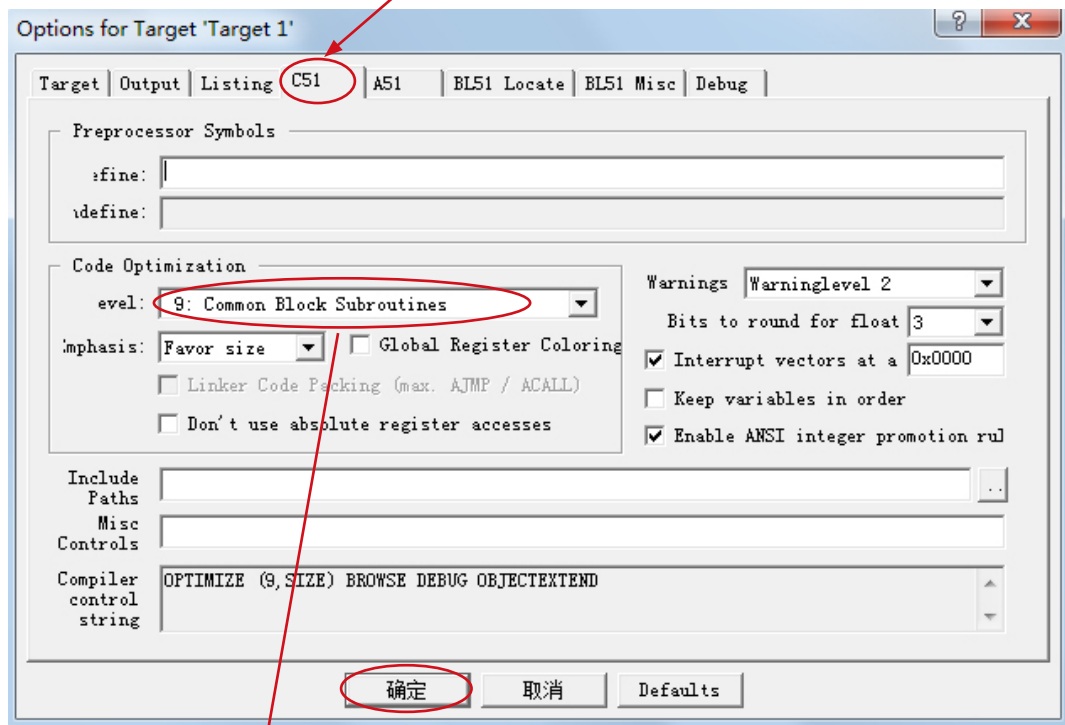 Options for Target 'Target 1'
Target Output Listing C51 A51 BL51 Locate BL51 Misc Debug
Preprocessor Symbols
efine:
ndefine:
Code Optimization
evel: 9: Common Block Subroutines
Warnings Warninglevel 2
Bits to round for float 3
mphasis: Favor size Global Register Coloring
Interrupt vectors at a 0x0000
Linker Code Packing (max. AJMP / ACALL)
Keep variables in order
Don't use absolute register accesses
Enable ANSI integer promotion rul
Include
Paths
..
Misc
Controls
Compiler
control
string
OPTIMIZE (9,SIZE) BROWSE DEBUG OBJECTEXTEND
确定 取消 Defaults